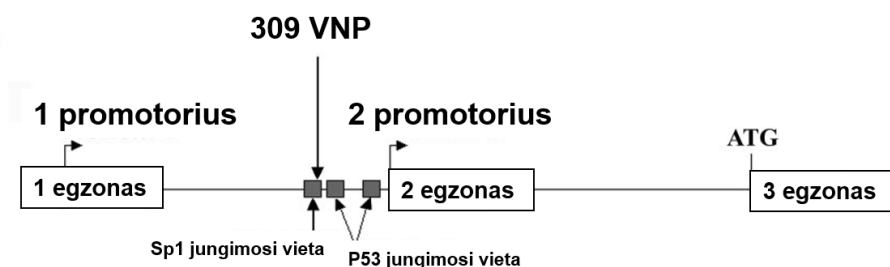 309 VNP
1 promotorius
2 promotorius
ATG
1 egzonas
2 egzonas
3 egzonas
Sp1 jungimosi vieta
P53 jungimosi vieta